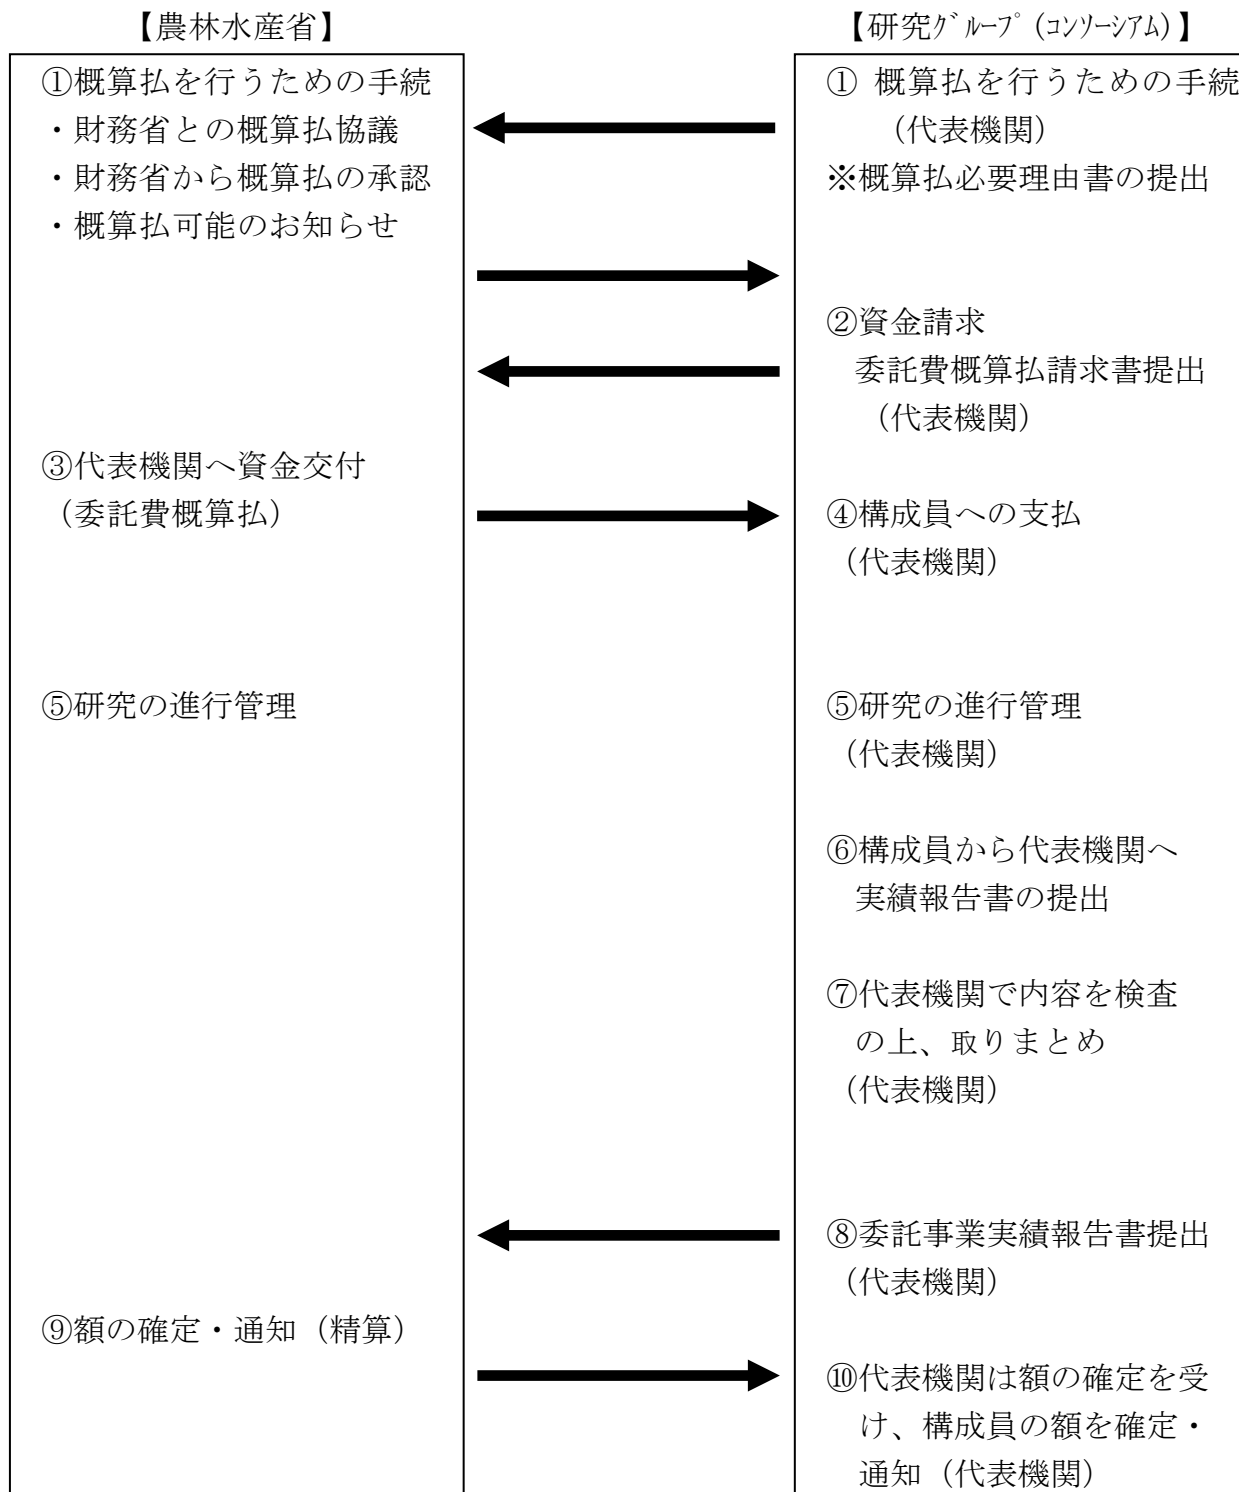 【農林水産省】
①概算払を行うための手続
・財務省との概算払協議
・財務省から概算払の承認
・概算払可能のお知らせ
③代表機関へ資金交付
（委託費概算払）
⑤研究の進行管理
⑨額の確定・通知（精算）
【研究ｸﾞﾙｰﾌﾟ（ｺﾝｿｰｼｱﾑ）】
① 概算払を行うための手続
（代表機関）
※概算払必要理由書の提出
②資金請求
委託費概算払請求書提出
（代表機関）
④構成員への支払
（代表機関）
⑤研究の進行管理
（代表機関）
⑥構成員から代表機関へ
実績報告書の提出
⑦代表機関で内容を検査
の上、取りまとめ
（代表機関）
⑧委託事業実績報告書提出
（代表機関）
⑩代表機関は額の確定を受
け、構成員の額を確定・
通知（代表機関）